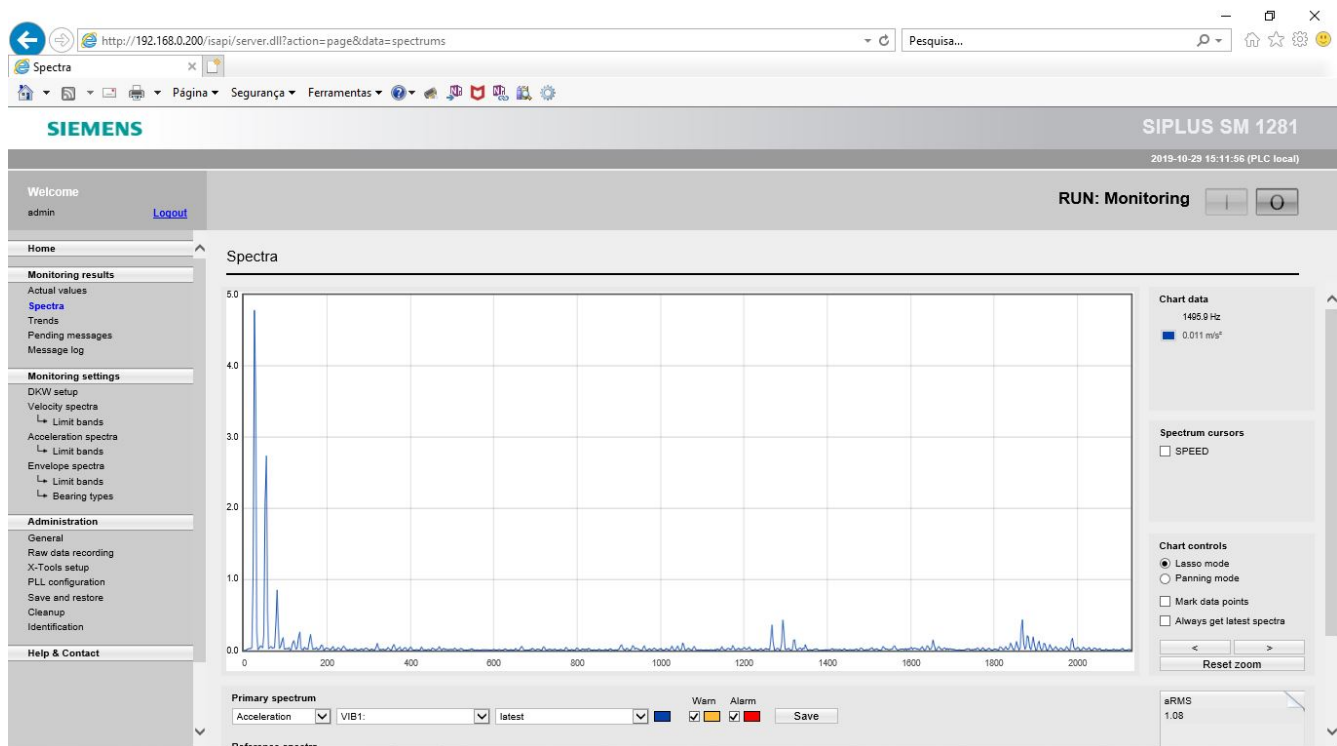 http://192.168.0.200/isapi/server.dll?action=page&data=spectrums
Pesquisa...
Spectra
Página Segurança Ferramentas
SIEMENS
SIPLUS SM 1281
2019-10-29 15:11:56 (PLC local)
Welcome
admin Logout
RUN: Monitoring
I O
Home
Monitoring results
Actual values
Spectra
Trends
Pending messages
Message log
Monitoring settings
DKW setup
Velocity spectra
Limit bands
Acceleration spectra
Limit bands
Envelope spectra
Limit bands
Bearing types
Administration
General
Raw data recording
X-Tools setup
PLL configuration
Save and restore
Cleanup
Identification
Help & Contact
Spectra
5.0
4.0
3.0
2.0
1.0
0.0
0 200 400 600 800 1000 1200 1400 1600 1800 2000
Chart data
1495.9 Hz
0.011 m/s²
Spectrum cursors
SPEED
Chart controls
Lasso mode
Panning mode
Mark data points
Always get latest spectra
< >
Reset zoom
Primary spectrum
Warn Alarm
Acceleration VIB1: latest Save
aRMS
1.08
Reference spectra